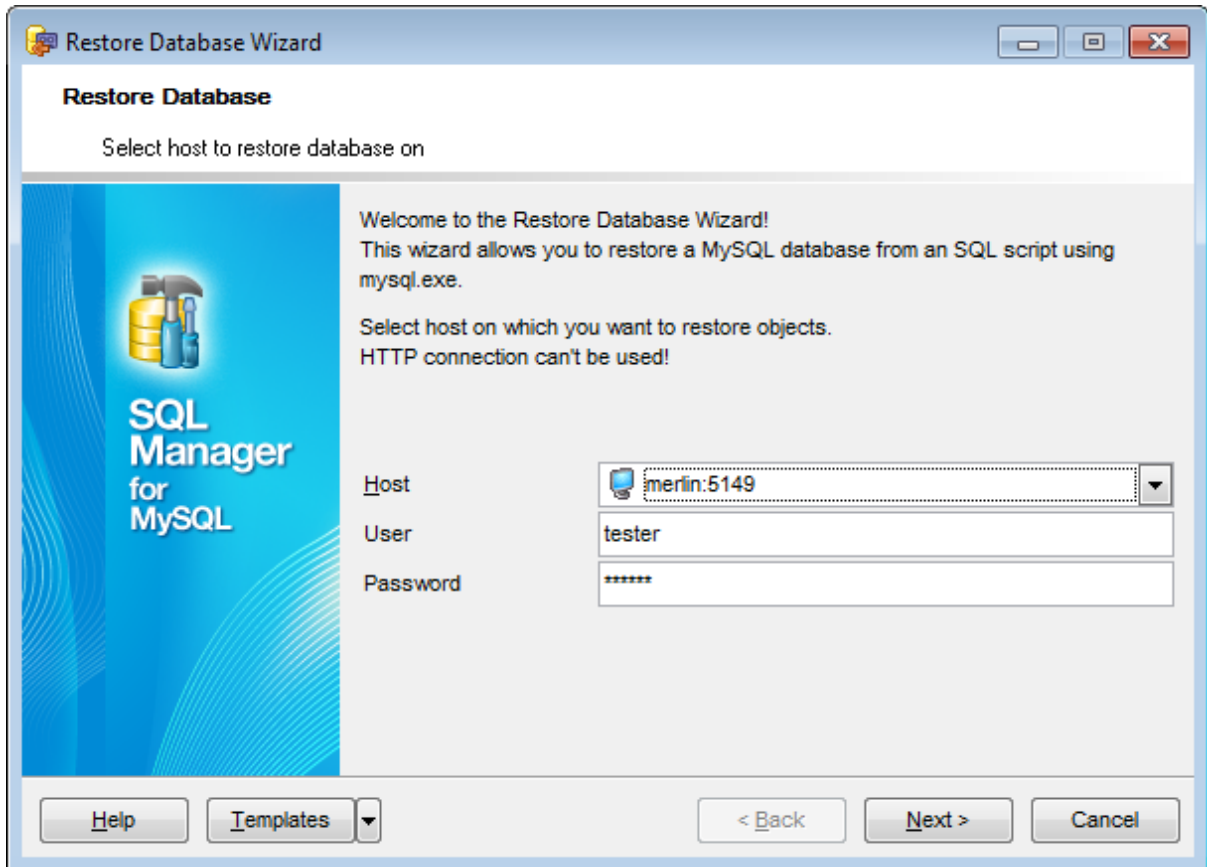 Restore Database Wizard
Restore Database
Select host to restore database on
Welcome to the Restore Database Wizard!
This wizard allows you to restore a MySQL database from an SQL script using
mysql.exe.
Select host on which you want to restore objects.
HTTP connection can't be used!
SQL
Manager
for
MySQL
Host
merlin:5149
User
tester
Password
******
Help
Templates
< Back
Next >
Cancel